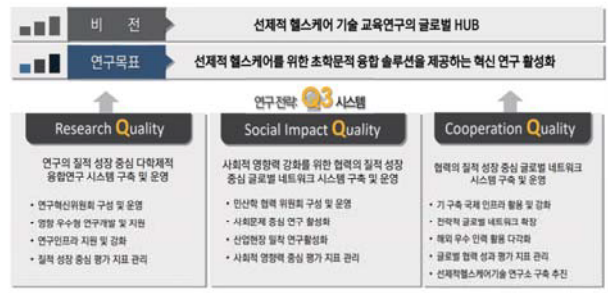 비 전
선제적 헬스케어 기술 교육연구의 글로벌 HUB
연구목표
선제적 헬스케어를 위한 초학문적 융합 솔루션을 제공하는 혁신 연구 활성화
연구전략: Q3 시스템
Research Quality
연구의 질적 성장 중심 다학제적
융합연구 시스템 구축 및 운영
• 연구혁신위원회 구성 및 운영
• 영향 우수형 연구개발 및 지원
• 연구인프라 지원 및 강화
• 질적 성장 중심 평가 지표 관리
Social Impact Quality
사회적 영향력 강화를 위한 협력의 질적 성장
중심 글로벌 네트워크 시스템 구축 및 운영
• 민산학 협력 위원회 구성 및 운영
• 사회문제 중심 연구 활성화
• 산업현장 밀착 연구활성화
• 사회적 영향력 중심 평가 지표 관리
Cooperation Quality
협력의 질적 성장 중심 글로벌 네트워크
시스템 구축 및 운영
• 기 구축 국제 인프라 활용 및 강화
• 전략적 글로벌 네트워크 확장
• 해외 우수 인력 활용 다각화
• 글로벌 협력 성과 평가 지표 관리
• 선제적헬스케어기술 연구소 구축 추진